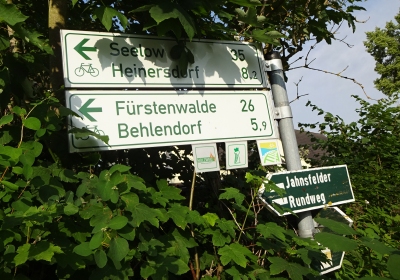 Seelow 35
Heinersdorf 8,2
Fürstenwalde 26
Behlendorf 5,9
Jahnsfelder
Rundweg